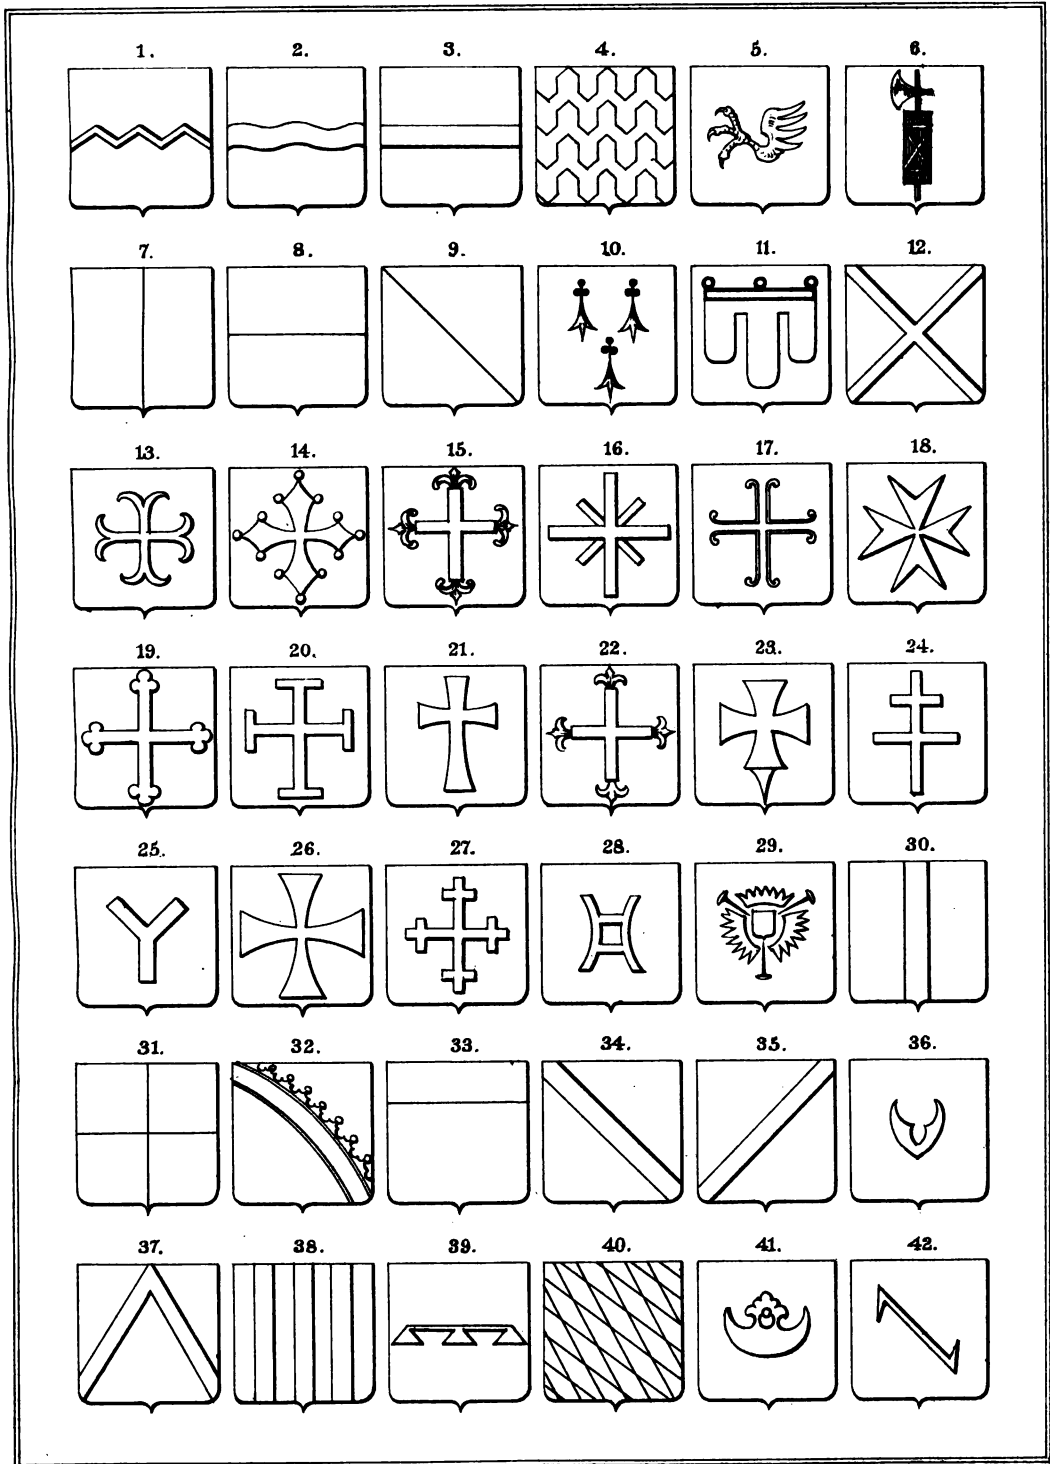 1. 2. 3. 4. 5. 6.
7. 8. 9. 10. 11. 12.
13. 14. 15. 16. 17. 18.
19. 20. 21. 22. 23. 24.
25. 26. 27. 28. 29. 30.
31. 32. 33. 34. 35. 36.
37. 38. 39. 40. 41. 42.